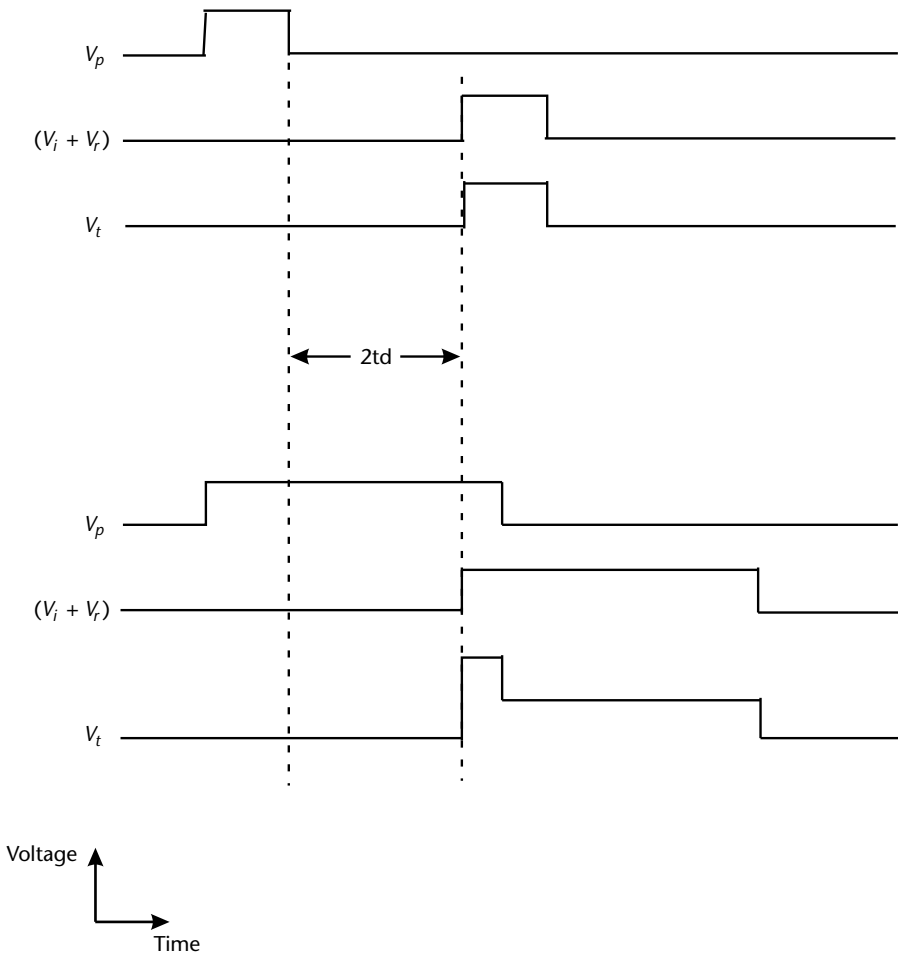 Vp
(Vi + Vr)
Vt
2td
Vp
(Vi + Vr)
Vt
Voltage
Time